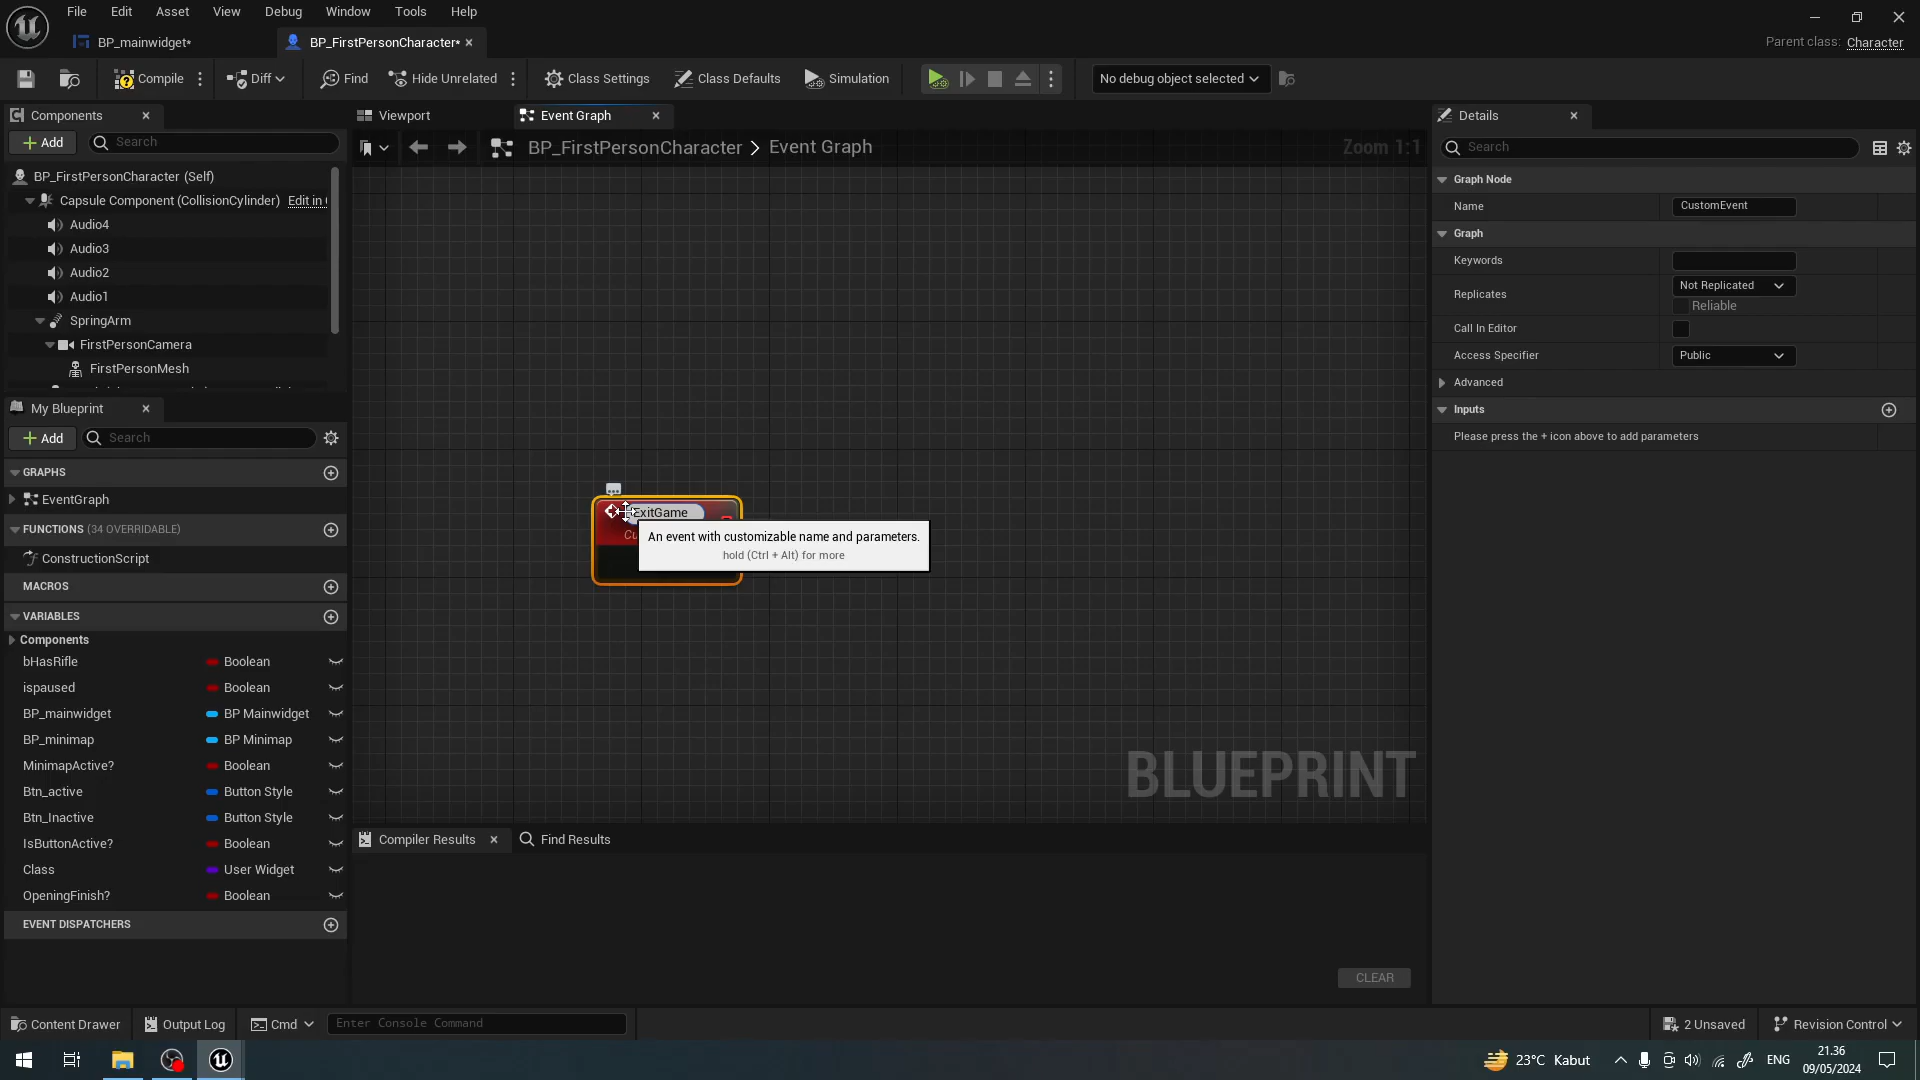 File Edit Asset View Debug Window Tools Help
BP_mainwidget*
BP_FirstPersonCharacter*
Parent class: Character
Compile
Diff
Find
Hide Unrelated
Class Settings
Class Defaults
Simulation
No debug object selected
Components
Add
Search
BP_FirstPersonCharacter (Self)
Capsule Component (CollisionCylinder) Edit in
Audio4
Audio3
Audio2
Audio1
SpringArm
FirstPersonCamera
FirstPersonMesh
My Blueprint
Add
Search
GRAPHS
EventGraph
FUNCTIONS (34 OVERRIDABLE)
ConstructionScript
MACROS
VARIABLES
Components
bHasRifle Boolean
ispaused Boolean
BP_mainwidget BP Mainwidget
BP_minimap BP Minimap
MinimapActive? Boolean
Btn_active Button Style
Btn_Inactive Button Style
IsButtonActive? Boolean
Class User Widget
OpeningFinish? Boolean
EVENT DISPATCHERS
Viewport
Event Graph
BP_FirstPersonCharacter > Event Graph
Zoom 1:1
ExitGame
Cu
An event with customizable name and parameters.
hold (Ctrl + Alt) for more
BLUEPRINT
Compiler Results
Find Results
CLEAR
Details
Search
Graph Node
Name CustomEvent
Graph
Keywords
Replicates Not Replicated
Reliable
Call In Editor
Access Specifier Public
Advanced
Inputs
Please press the + icon above to add parameters
Content Drawer
Output Log
Cmd
Enter Console Command
2 Unsaved
Revision Control
23°C Kabut
ENG
21.36
09/05/2024